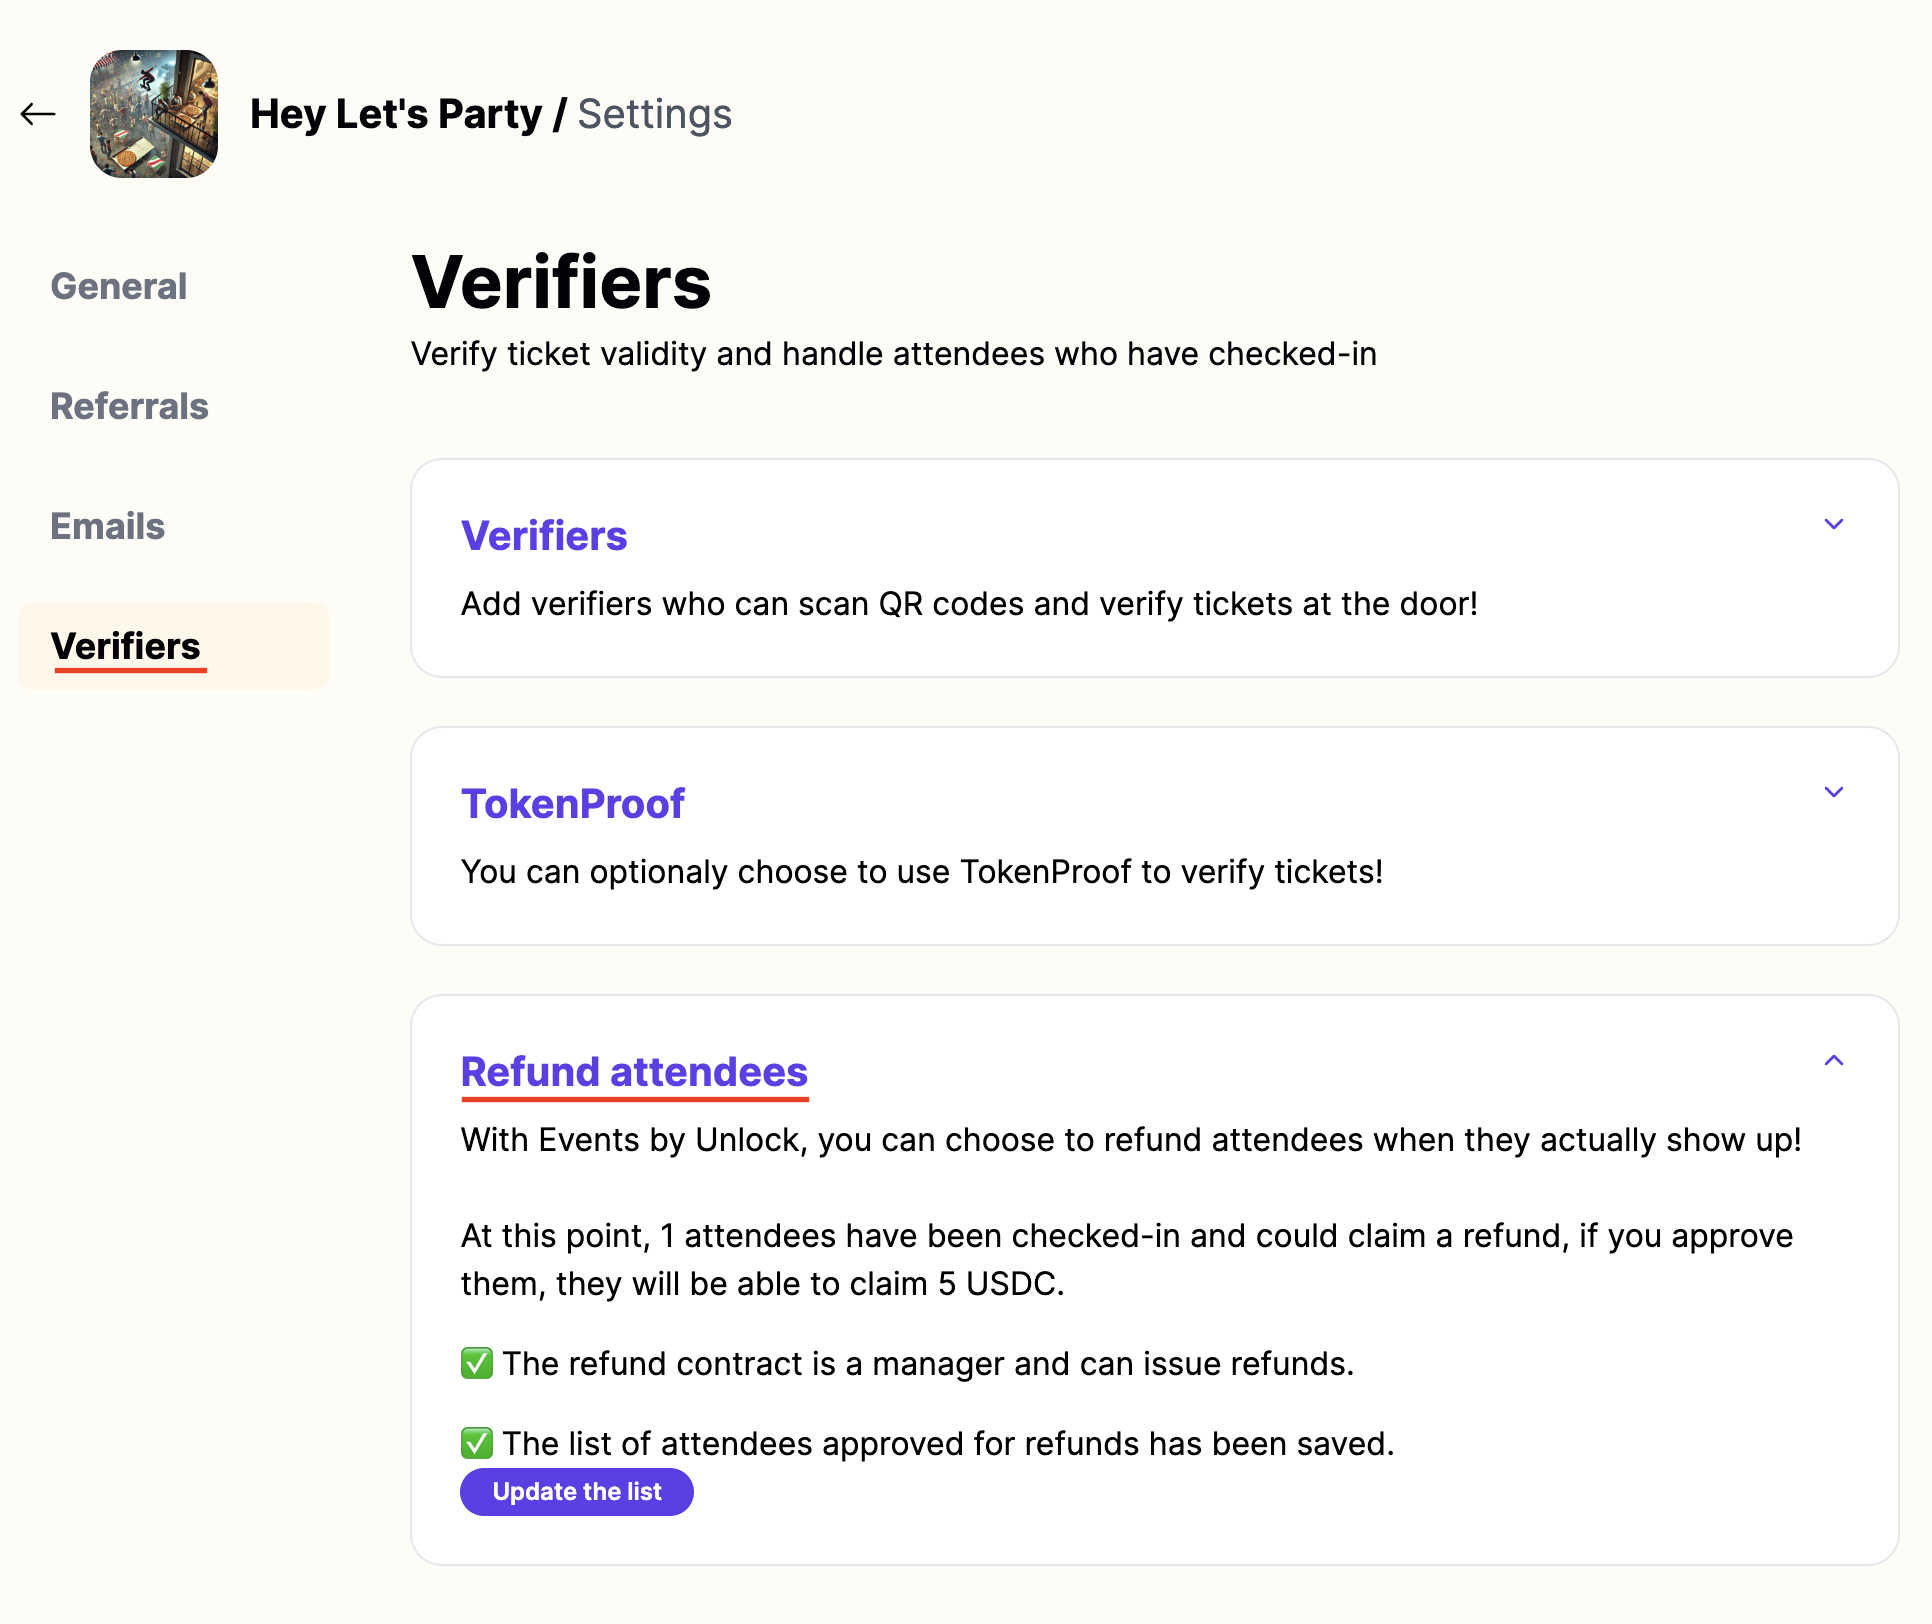 Hey Let's Party / Settings
General
Referrals
Emails
Verifiers
Verifiers
Verify ticket validity and handle attendees who have checked-in
Verifiers
Add verifiers who can scan QR codes and verify tickets at the door!
TokenProof
You can optionaly choose to use TokenProof to verify tickets!
Refund attendees
With Events by Unlock, you can choose to refund attendees when they actually show up!
At this point, 1 attendees have been checked-in and could claim a refund, if you approve
them, they will be able to claim 5 USDC.
✅ The refund contract is a manager and can issue refunds.
✅ The list of attendees approved for refunds has been saved.
Update the list